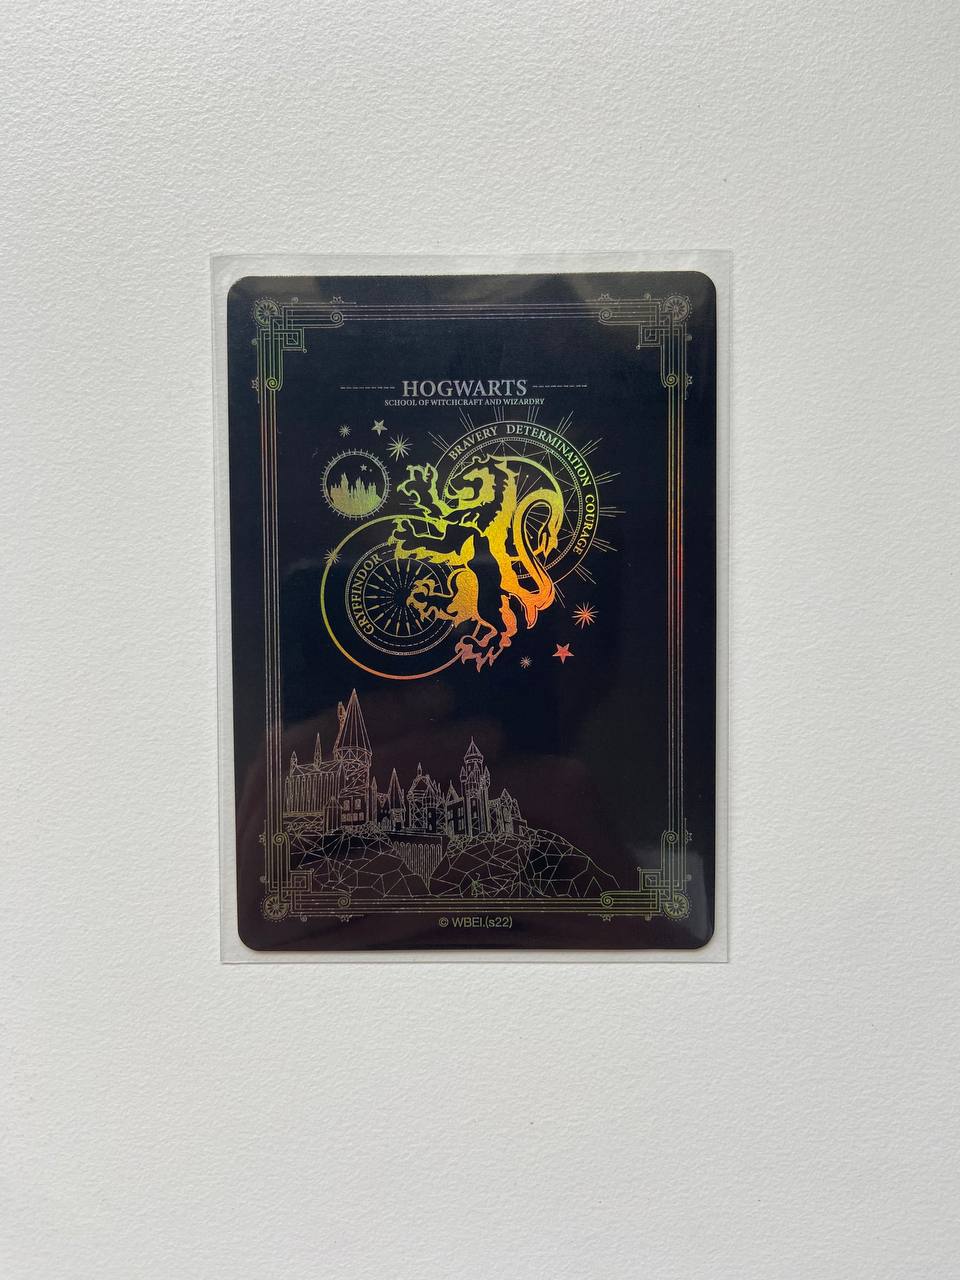 HOGWARTS
SCHOOL OF WITCHCRAFT AND WIZARDRY
BRAVERY DETERMINATION COURAGE
GRYFFINDOR
© WBEI.(s22)